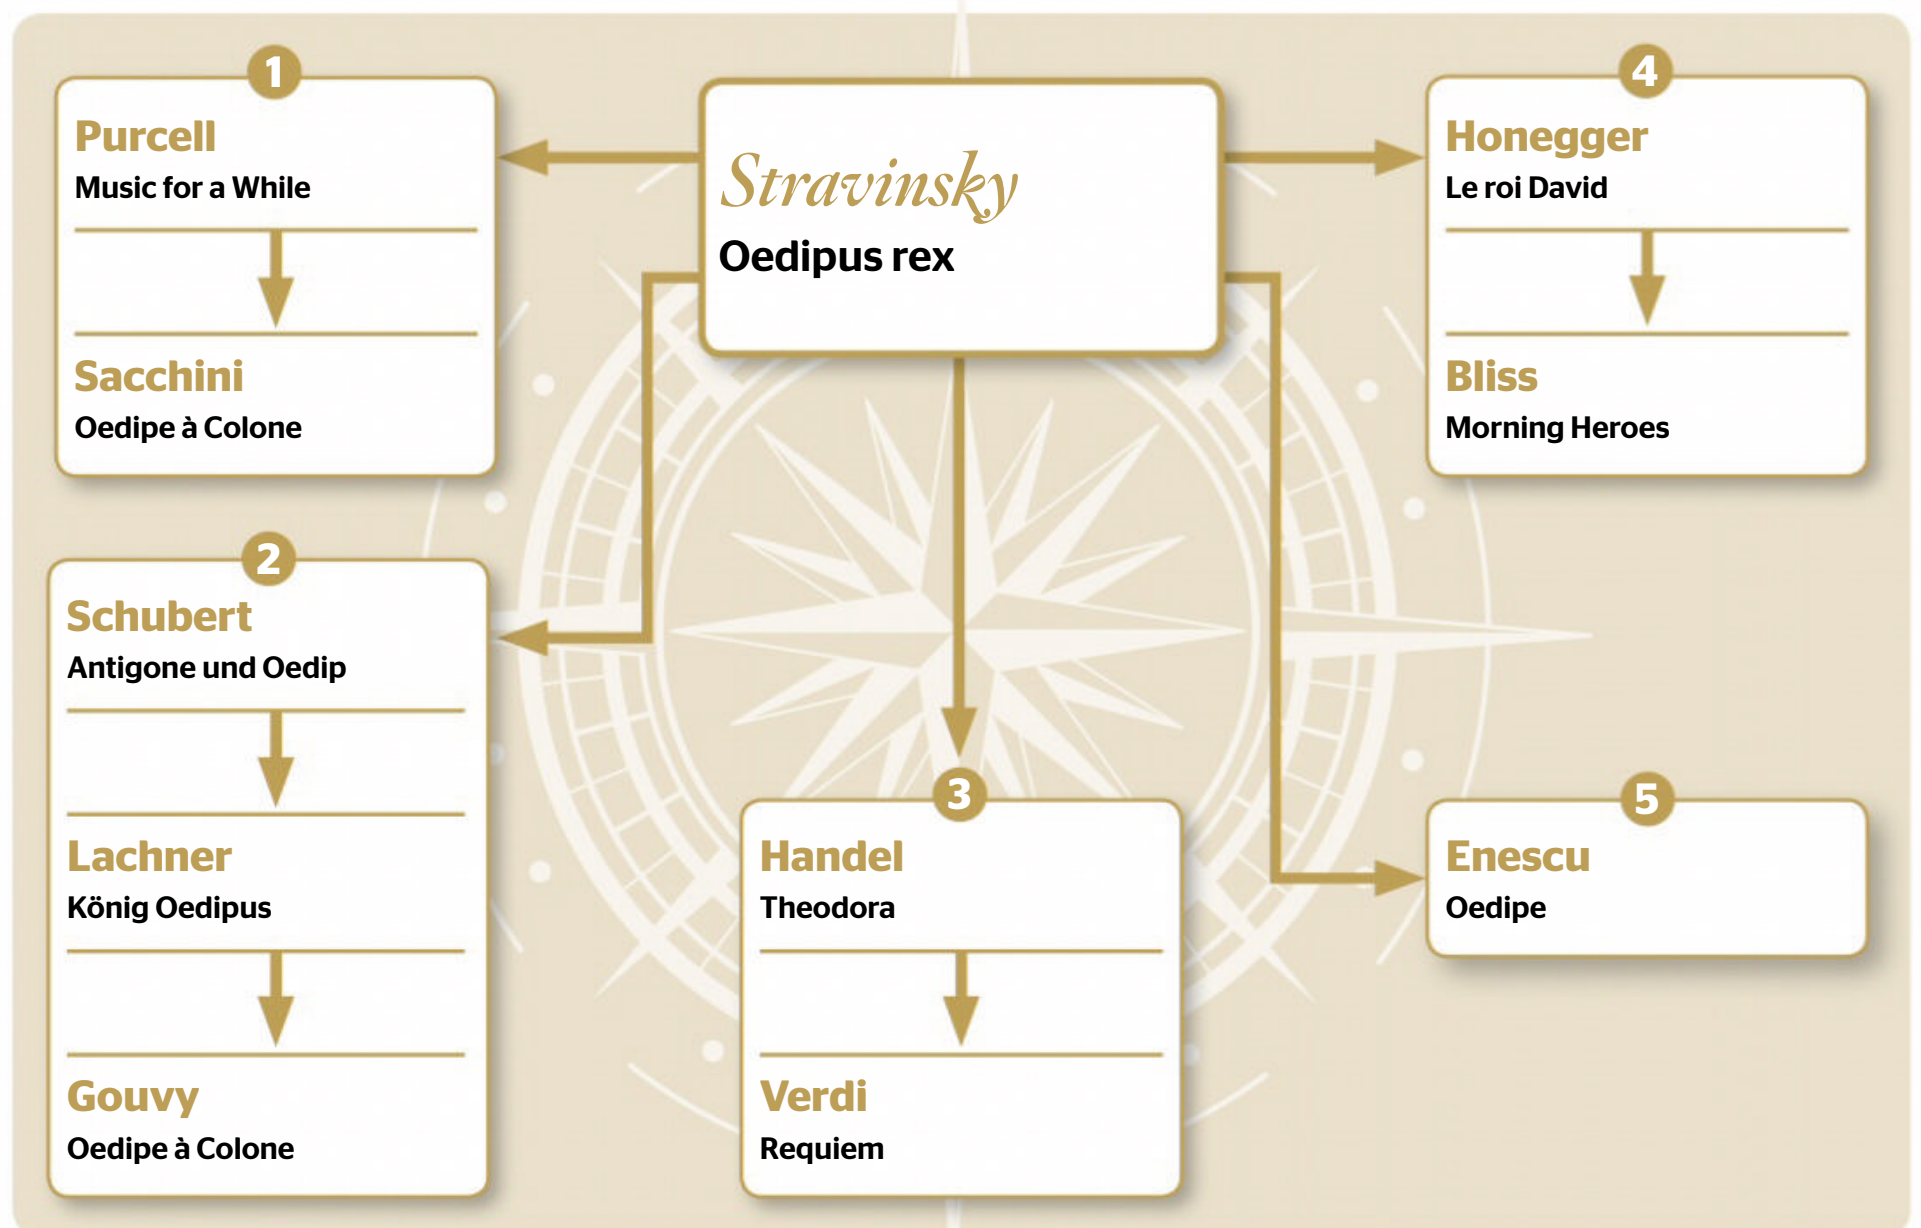 Stravinsky
Oedipus rex
1
Purcell
Music for a While
Sacchini
Oedipe à Colone
2
Schubert
Antigone und Oedip
Lachner
König Oedipus
Gouvy
Oedipe à Colone
3
Handel
Theodora
Verdi
Requiem
4
Honegger
Le roi David
Bliss
Morning Heroes
5
Enescu
Oedipe